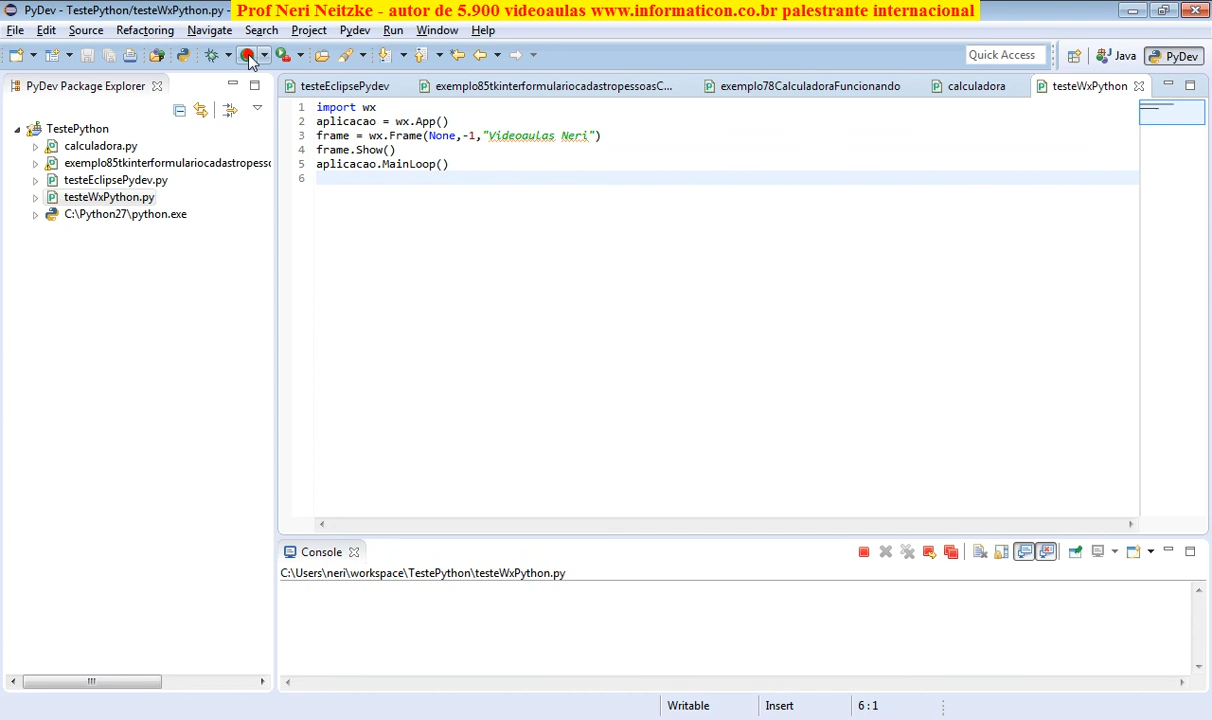 PyDev - TestePython/testeWxPython.py -
Prof Neri Neitzke - autor de 5.900 videoaulas www.informaticon.co.br palestrante internacional
File Edit Source Refactoring Navigate Search Project Pydev Run Window Help
Quick Access Java PyDev
PyDev Package Explorer
testeEclipsePydev exemplo85tkinterformulariocadastropessoasC... exemplo78CalculadoraFuncionando calculadora testeWxPython
TestePython
calculadora.py
exemplo85tkinterformulariocadastropesso
testeEclipsePydev.py
testeWxPython.py
C:\Python27\python.exe
1 import wx
2 aplicacao = wx.App()
3 frame = wx.Frame(None,-1,"Videoaulas Neri")
4 frame.Show()
5 aplicacao.MainLoop()
6
Console
C:\Users\neri\workspace\TestePython\testeWxPython.py
Writable Insert 6 : 1